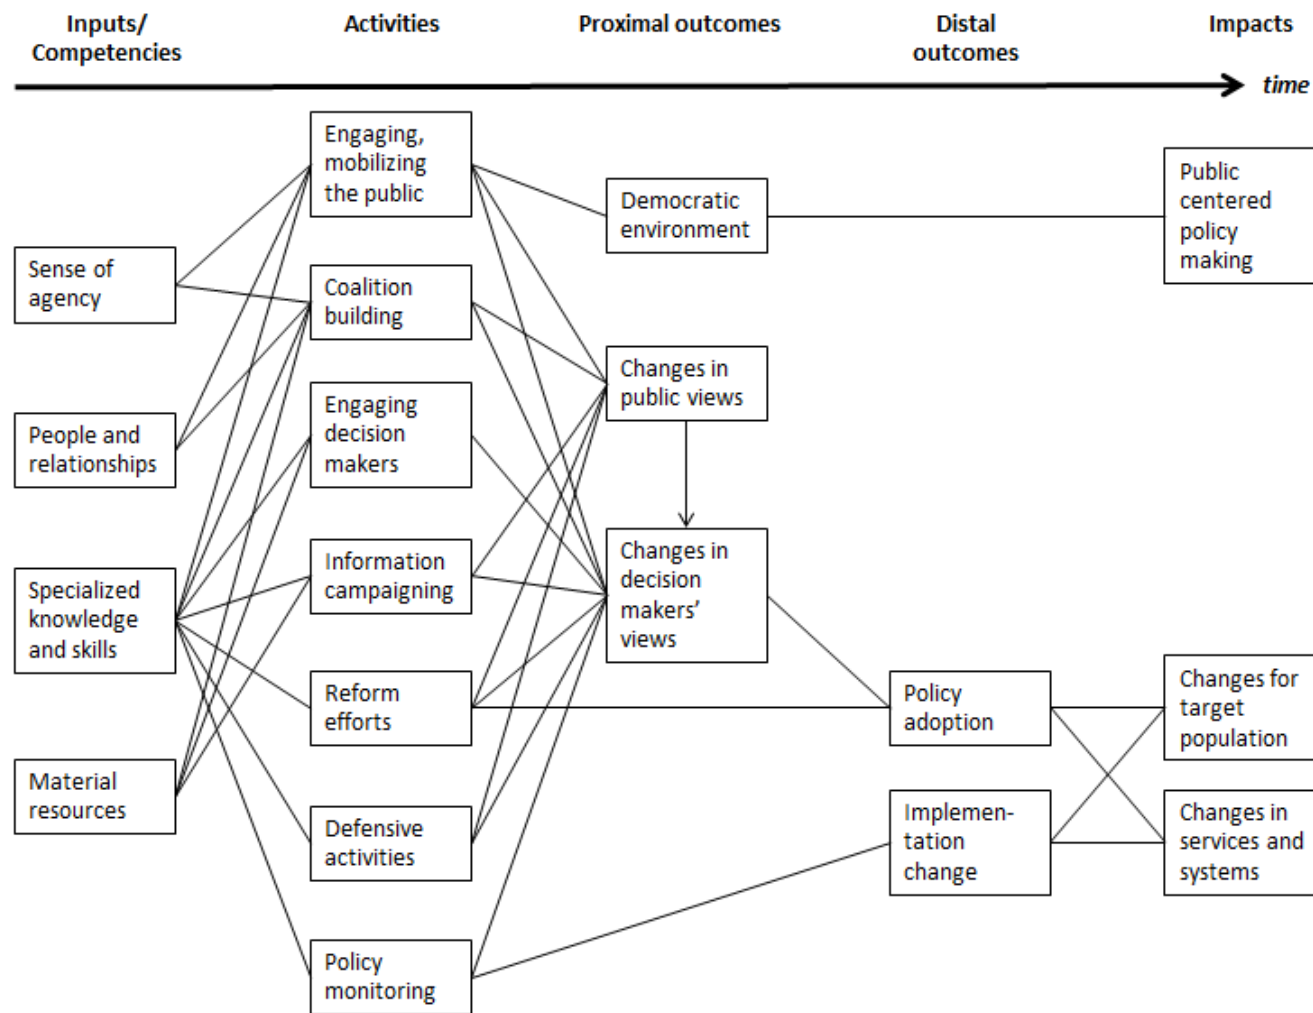 Inputs/
Competencies
Activities
Proximal outcomes
Distal
outcomes
Impacts
time
Engaging,
mobilizing
the public
Democratic
environment
Public
centered
policy
making
Sense of
agency
Coalition
building
Changes in
public views
People and
relationships
Engaging
decision
makers
Specialized
knowledge
and skills
Information
campaigning
Changes in
decision
makers’
views
Reform
efforts
Policy
adoption
Changes for
target
population
Material
resources
Defensive
activities
Implemen-
tation
change
Changes in
services and
systems
Policy
monitoring